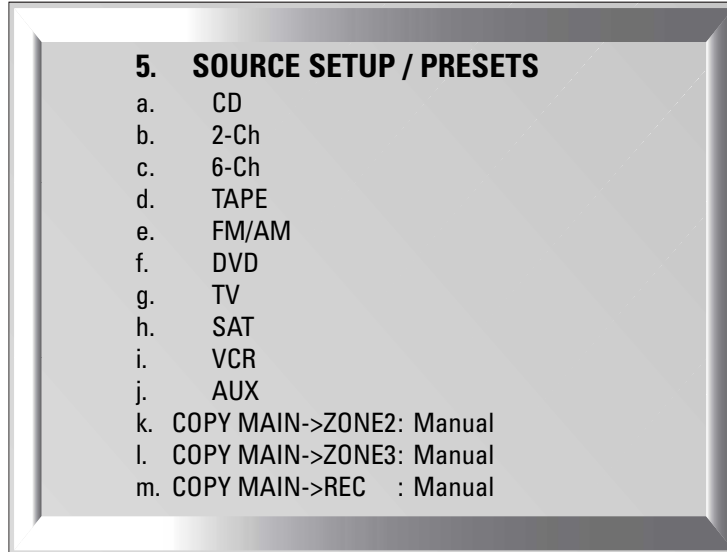 5. SOURCE SETUP / PRESETS
a. CD
b. 2-Ch
c. 6-Ch
d. TAPE
e. FM/AM
f. DVD
g. TV
h. SAT
i. VCR
j. AUX
k. COPY MAIN->ZONE2: Manual
l. COPY MAIN->ZONE3: Manual
m. COPY MAIN->REC : Manual